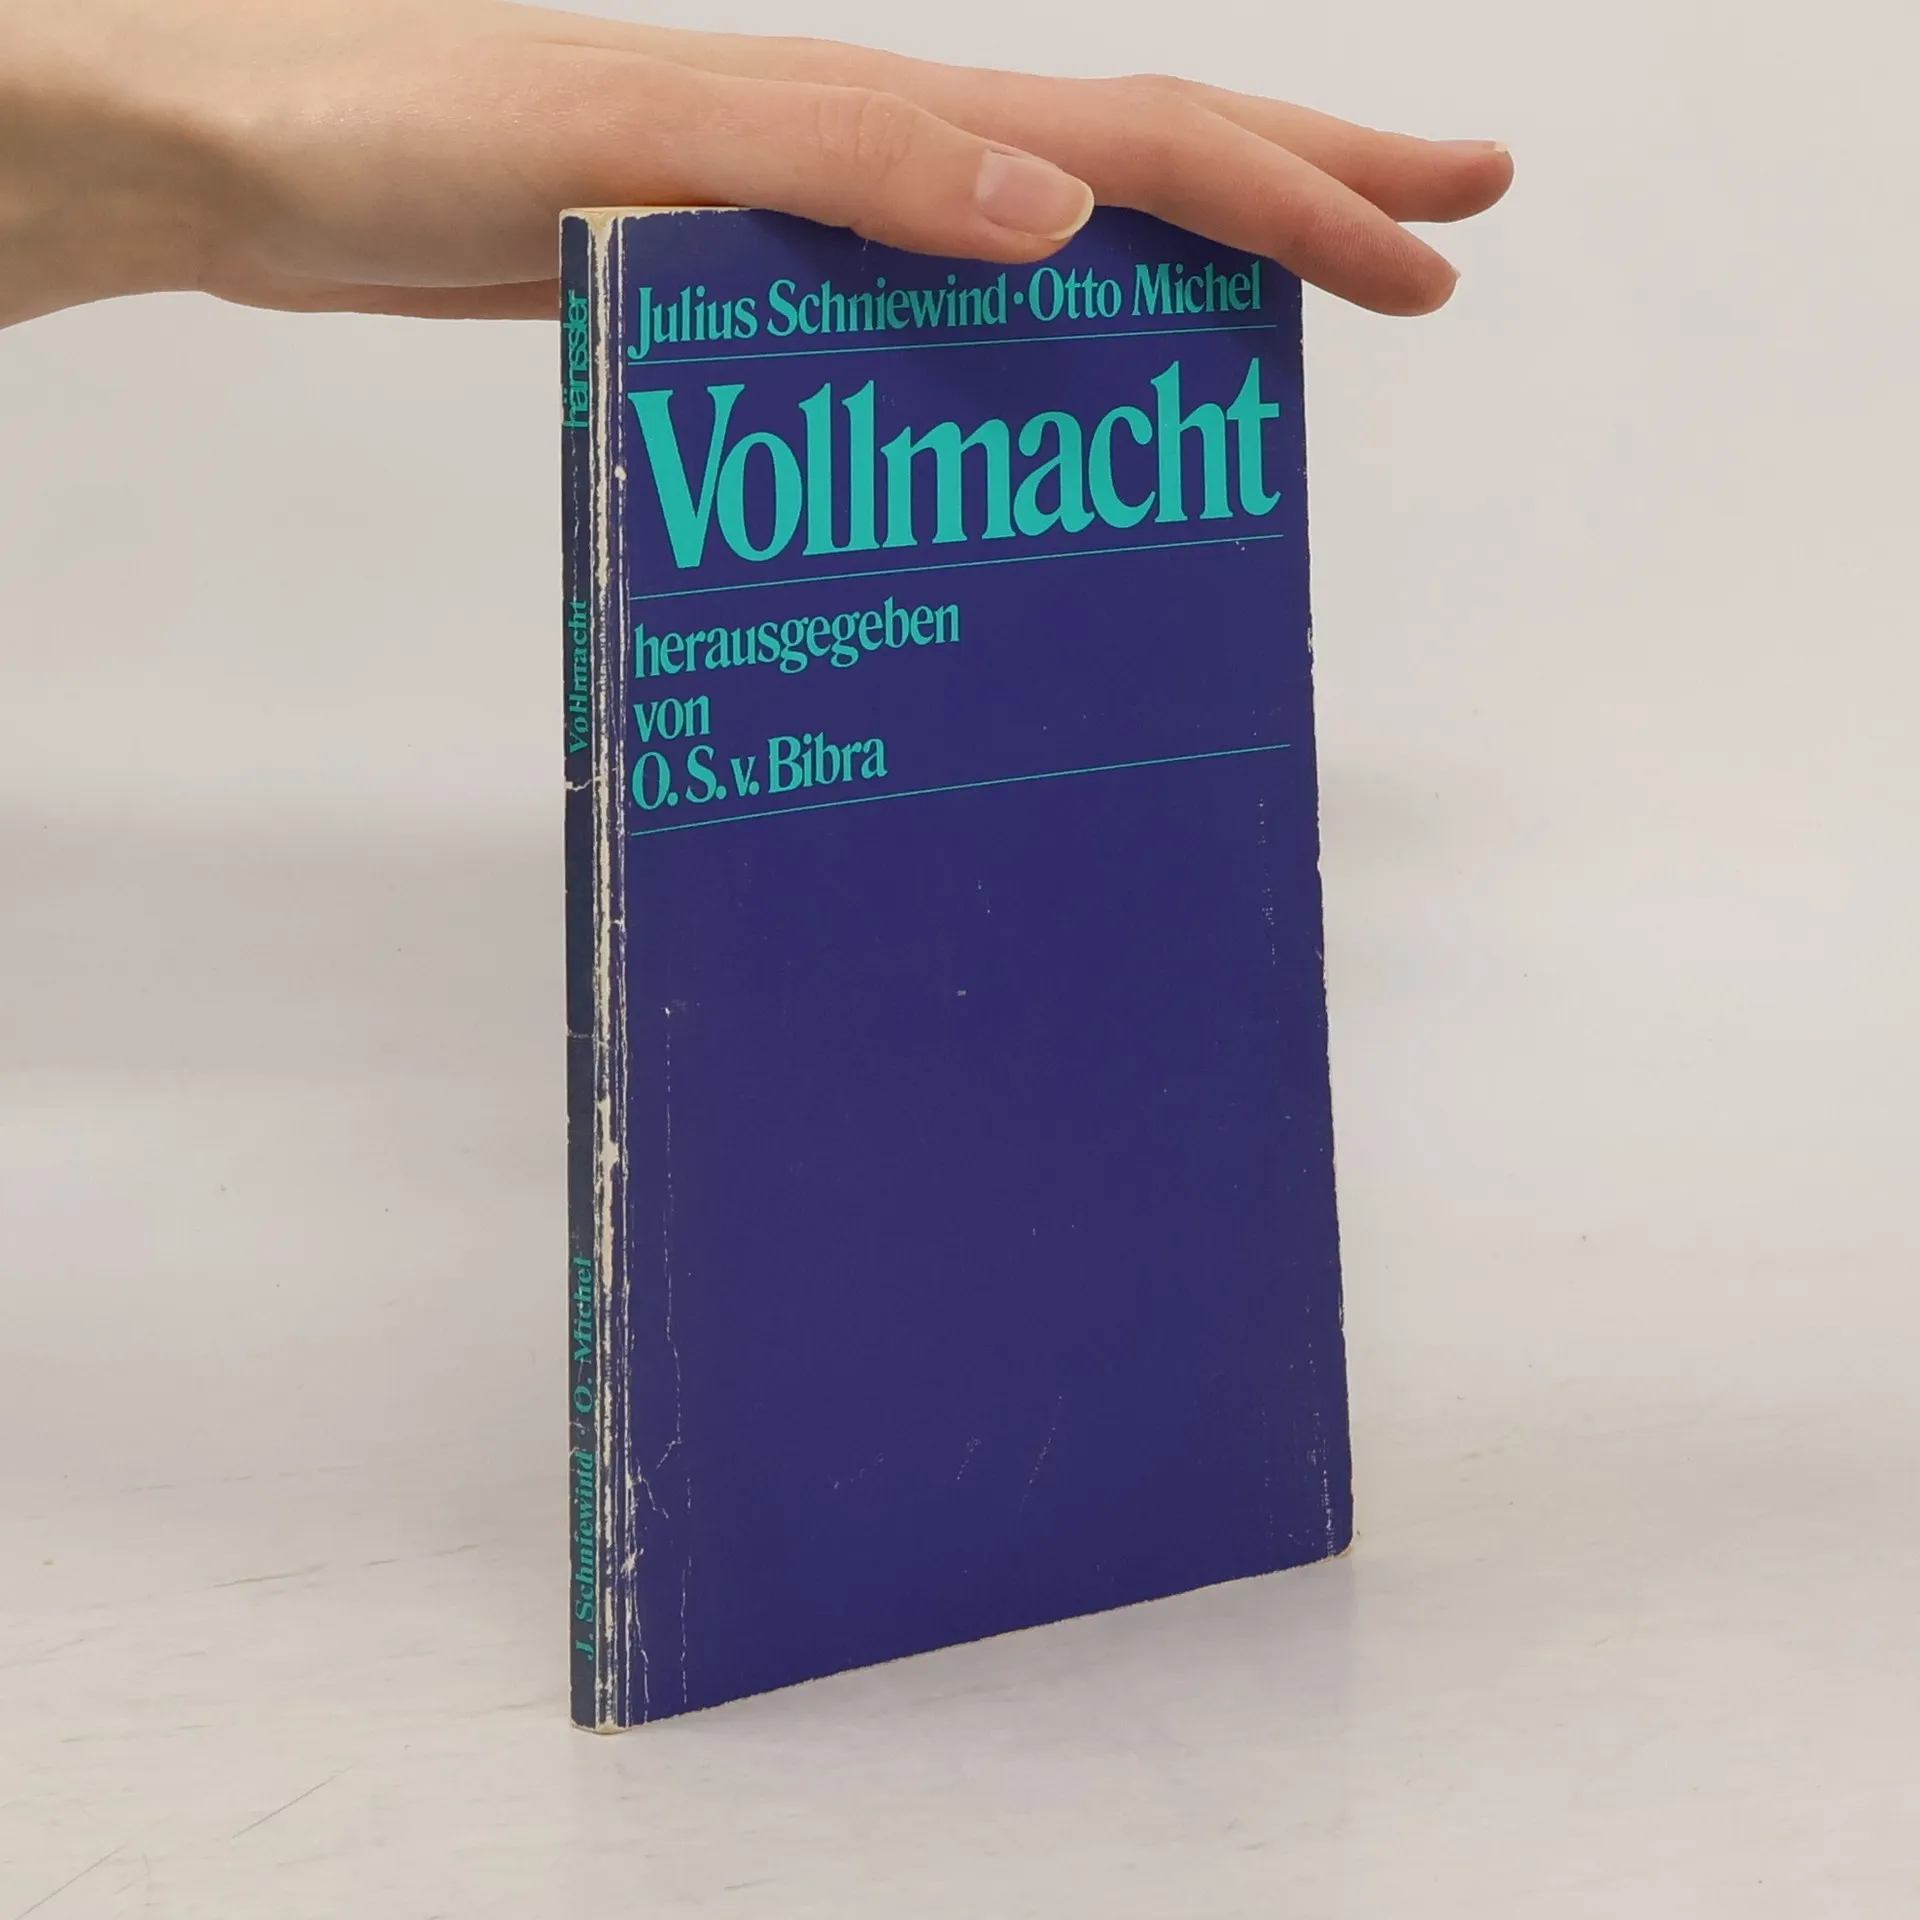 Julius Schniewind · Otto Michel
Vollmacht
herausgegeben
von
O. S. v. Bibra
hänssler
Vollmacht
J. Schniewind / O. Michel